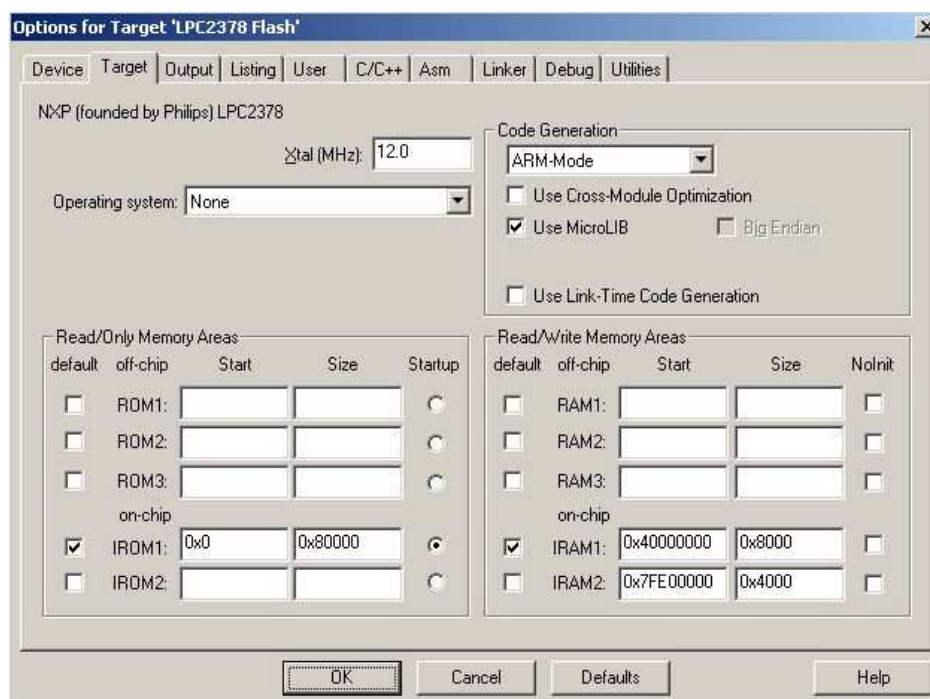 Options for Target 'LPC2378 Flash'
Device Target Output Listing User C/C++ Asm Linker Debug Utilities
NXP (founded by Philips) LPC2378
Xtal (MHz): 12.0
Operating system: None
Code Generation
ARM-Mode
Use Cross-Module Optimization
Use MicroLIB Big Endian
Use Link-Time Code Generation
Read/Only Memory Areas
default off-chip Start Size Startup
ROM1:
ROM2:
ROM3:
on-chip
IROM1: 0x0 0x80000
IROM2:
Read/Write Memory Areas
default off-chip Start Size NoInit
RAM1:
RAM2:
RAM3:
on-chip
IRAM1: 0x40000000 0x8000
IRAM2: 0x7FE00000 0x4000
OK Cancel Defaults Help